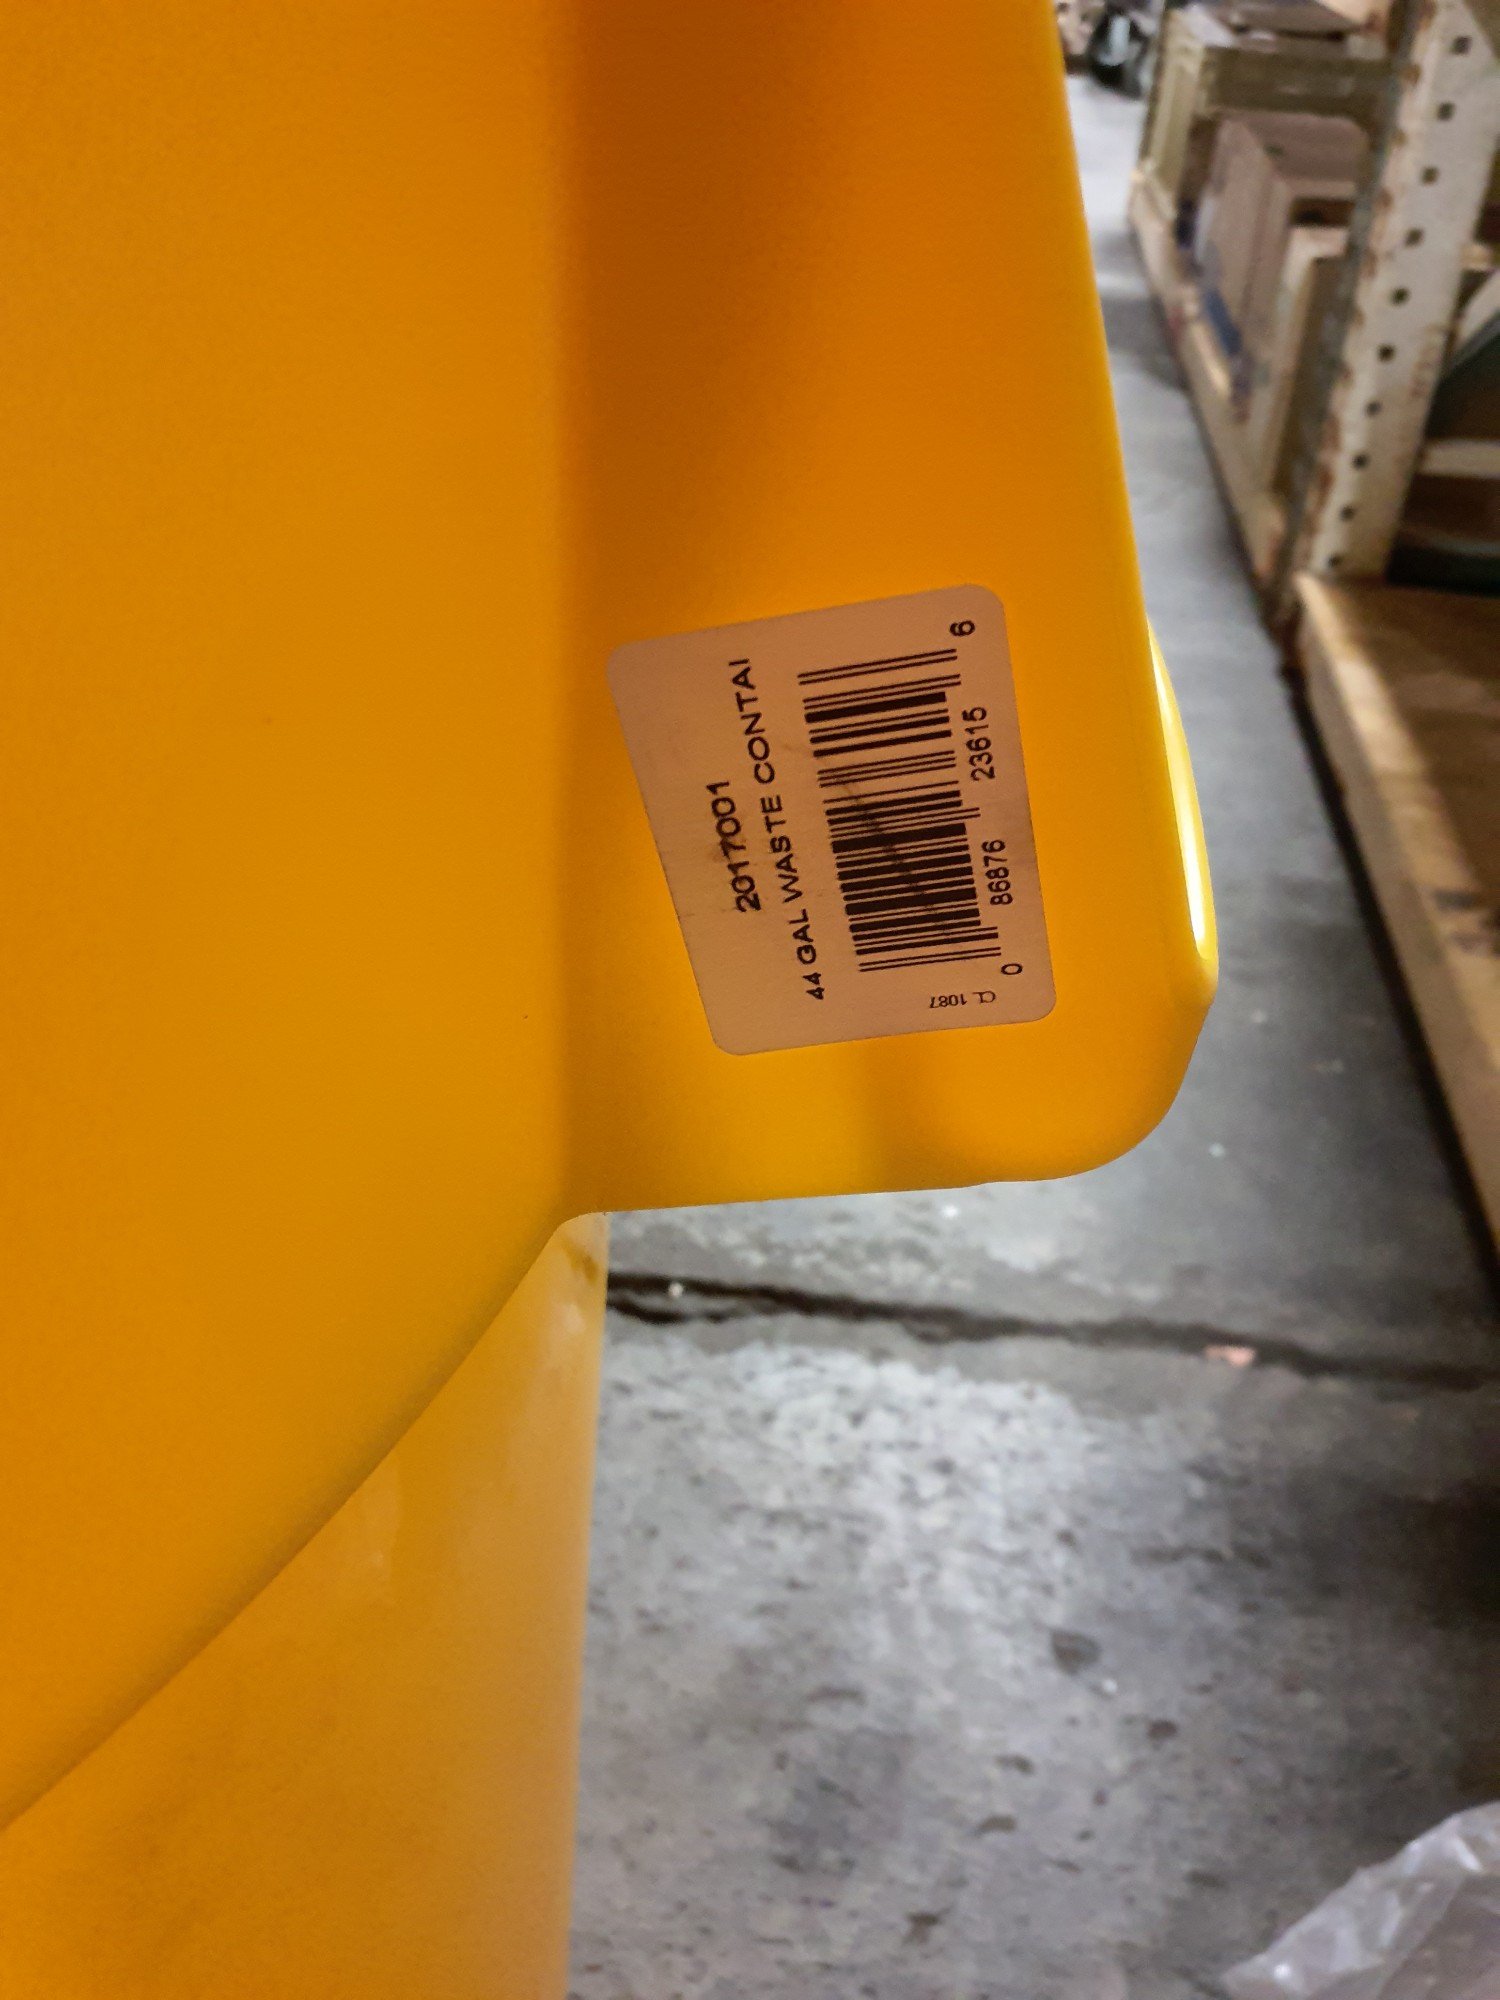 2017001
44 GAL WASTE CONTAI
0 86876 23615 6
CL 1087